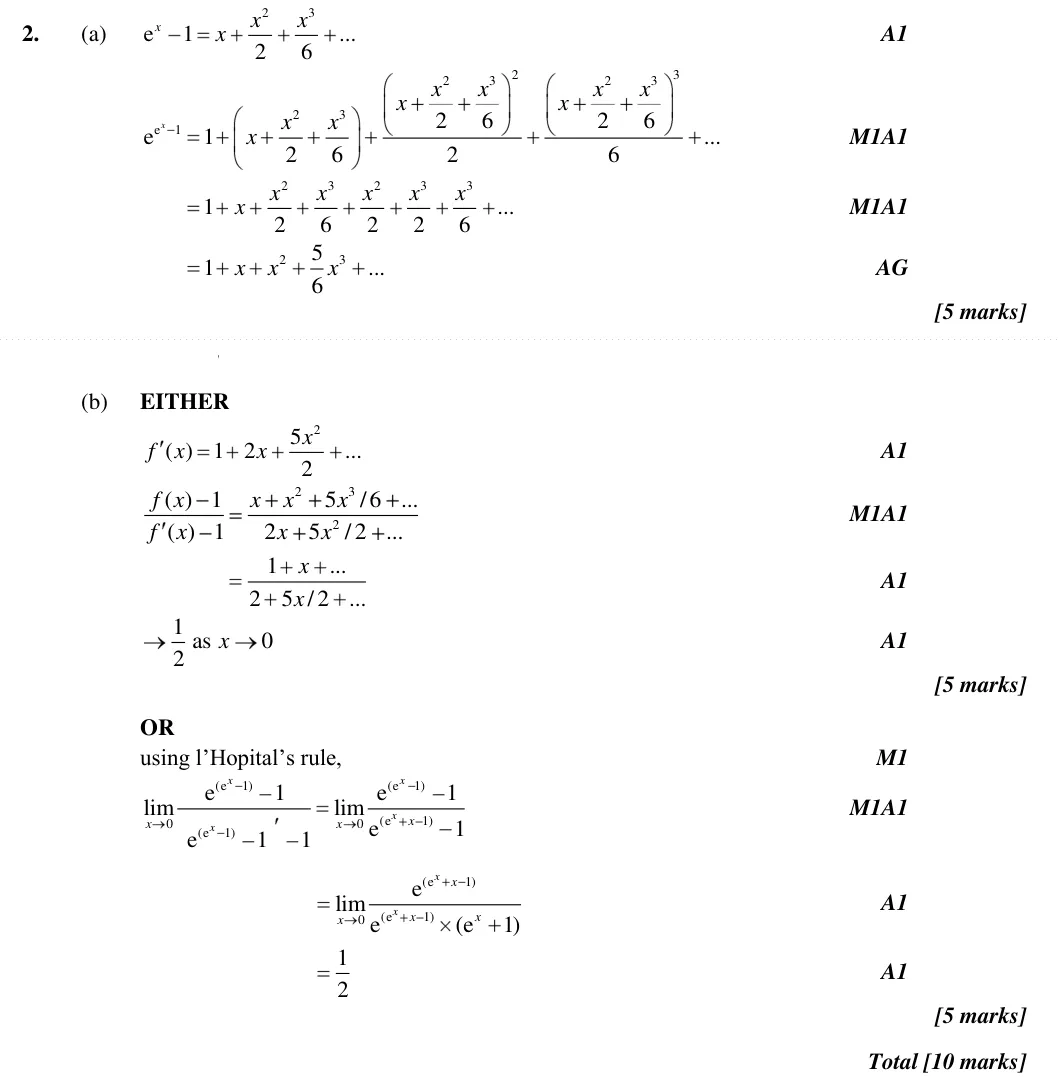 2. (a) e^x − 1 = x + x²/2 + x³/6 + ... A1
e^(e^x − 1) = 1 + (x + x²/2 + x³/6) + (x + x²/2 + x³/6)²/2 + (x + x²/2 + x³/6)³/6 + ... M1A1
= 1 + x + x²/2 + x³/6 + x²/2 + x³/2 + x³/6 + ... M1A1
= 1 + x + x² + 5/6 x³ + ... AG
[5 marks]
(b) EITHER
f′(x) = 1 + 2x + 5x²/2 + ... A1
(f(x) − 1)/(f′(x) − 1) = (x + x² + 5x³/6 + ...)/(2x + 5x²/2 + ...) M1A1
= (1 + x + ...)/(2 + 5x/2 + ...) A1
→ 1/2 as x → 0 A1
[5 marks]
OR
using l’Hopital’s rule, M1
lim x→0 (e^(e^x −1) − 1)/(e^(e^x −1) − 1 ′ − 1) = lim x→0 (e^(e^x −1) − 1)/(e^(e^x + x −1) − 1) M1A1
= lim x→0 e^(e^x + x −1)/(e^(e^x + x −1) × (e^x + 1)) A1
= 1/2 A1
[5 marks]
Total [10 marks]